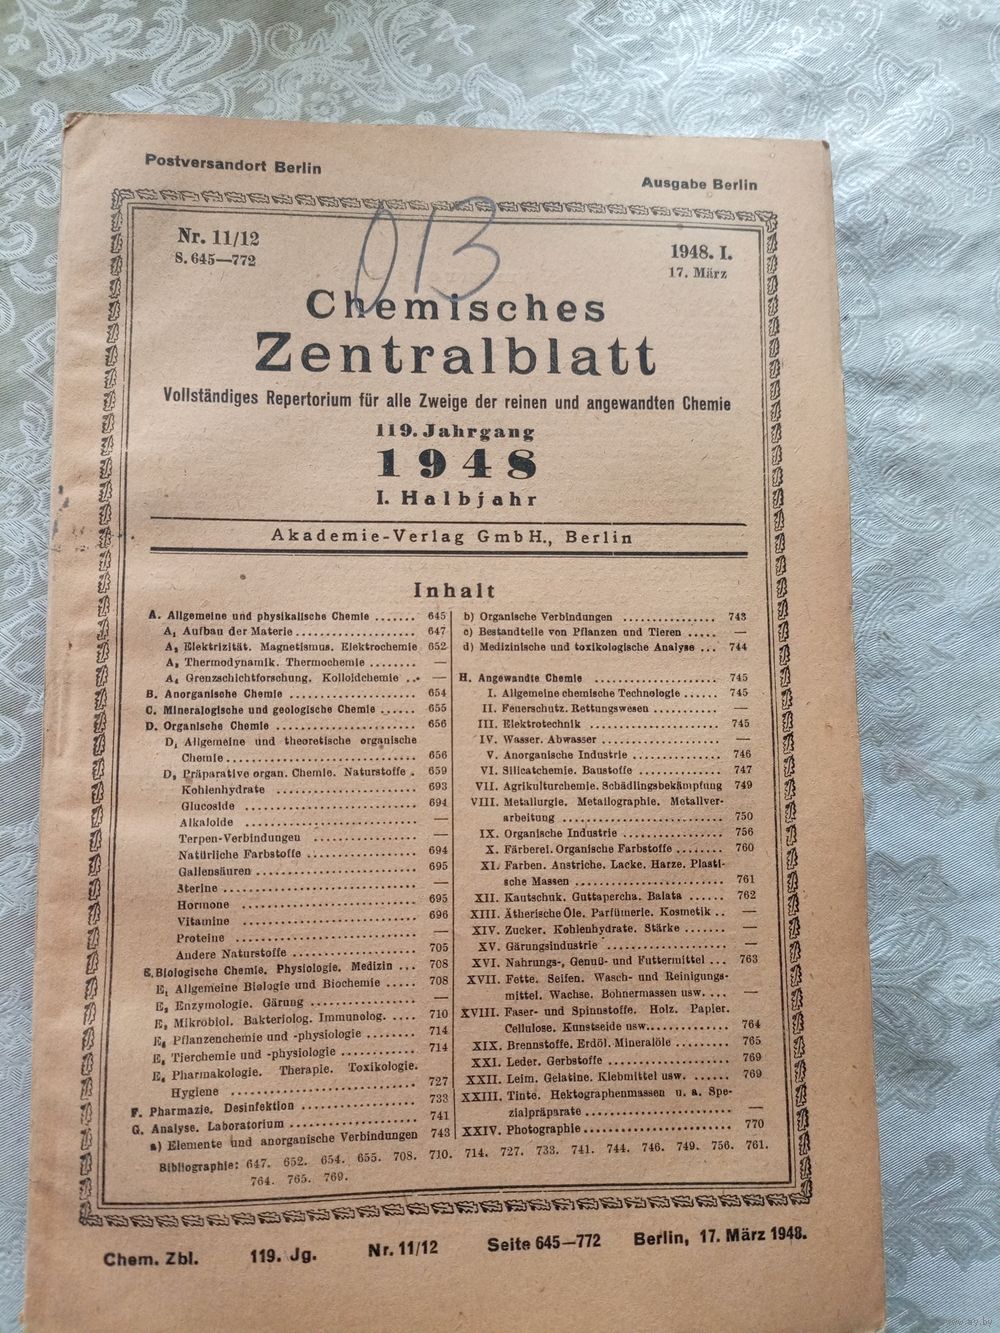 Postversandort Berlin
Ausgabe Berlin
013
Nr. 11/12
S. 645—772
1948. I.
17. März
Chemisches
Zentralblatt
Vollständiges Repertorium für alle Zweige der reinen und angewandten Chemie
119. Jahrgang
1948
I. Halbjahr
Akademie-Verlag GmbH., Berlin
Inhalt
A. Allgemeine und physikalische Chemie ....... 645
A₁ Aufbau der Materie .................... 647
A₂ Elektrizität. Magnetismus. Elektrochemie 652
A₃ Thermodynamik. Thermochemie ........ —
A₄ Grenzschichtforschung. Kolloidchemie ... —
B. Anorganische Chemie .................... 654
C. Mineralogische und geologische Chemie ...... 655
D. Organische Chemie ...................... 656
D₁ Allgemeine und theoretische organische
Chemie ............................ 656
D₂ Präparative organ. Chemie. Naturstoffe . 659
Kohlenhydrate .................... 693
Glucoside ........................ 694
Alkaloide ........................ —
Terpen-Verbindungen .............. —
Natürliche Farbstoffe ................ 694
Gallensäuren ...................... 695
Sterine ............................ —
Hormone .......................... 695
Vitamine .......................... 696
Proteine .......................... —
Andere Naturstoffe .................. 705
E. Biologische Chemie. Physiologie. Medizin ... 708
E₁ Allgemeine Biologie und Biochemie ..... 708
E₂ Enzymologie. Gärung ................ —
E₃ Mikrobiol. Bakteriolog. Immunolog. ..... 710
E₄ Pflanzenchemie und -physiologie ........ 714
E₅ Tierchemie und -physiologie ........... 714
E₆ Pharmakologie. Therapie. Toxikologie.
Hygiene .......................... 727
F. Pharmazie. Desinfektion .................. 733
G. Analyse. Laboratorium .................... 741
a) Elemente und anorganische Verbindungen 743
b) Organische Verbindungen ................ 743
c) Bestandteile von Pflanzen und Tieren ..... —
d) Medizinische und toxikologische Analyse ... 744
H. Angewandte Chemie ...................... 745
I. Allgemeine chemische Technologie ...... 745
II. Feuerschutz. Rettungswesen ........... —
III. Elektrotechnik ...................... 745
IV. Wasser. Abwasser .................... —
V. Anorganische Industrie ............... 746
VI. Silicatchemie. Baustoffe .............. 747
VII. Agrikulturchemie. Schädlingsbekämpfung 749
VIII. Metallurgie. Metallographie. Metallver-
arbeitung .......................... 750
IX. Organische Industrie ................. 756
X. Färberei. Organische Farbstoffe ........ 760
XI. Farben. Anstriche. Lacke. Harze. Plasti-
sche Massen ........................ 761
XII. Kautschuk. Guttapercha. Balata ...... 762
XIII. Ätherische Öle. Parfümerie. Kosmetik .. —
XIV. Zucker. Kohlenhydrate. Stärke ....... —
XV. Gärungsindustrie .................... —
XVI. Nahrungs-, Genuß- und Futtermittel ... 763
XVII. Fette. Seifen. Wasch- und Reinigungs-
mittel. Wachse. Bohnermassen usw. ... —
XVIII. Faser- und Spinnstoffe. Holz. Papier.
Cellulose. Kunstseide usw. ............. 764
XIX. Brennstoffe. Erdöl. Mineralöle ........ 765
XXI. Leder. Gerbstoffe .................... 769
XXII. Leim. Gelatine. Klebmittel usw. ...... 769
XXIII. Tinte. Hektographenmassen u. a. Spe-
zialpräparate ........................ —
XXIV. Photographie ........................ 770
Bibliographie: 647. 652. 654. 655. 708. 710. 714. 727. 733. 741. 744. 746. 749. 756. 761.
764. 765. 769.
Chem. Zbl. 119. Jg. Nr. 11/12 Seite 645—772 Berlin, 17. März 1948.
www.ay.by